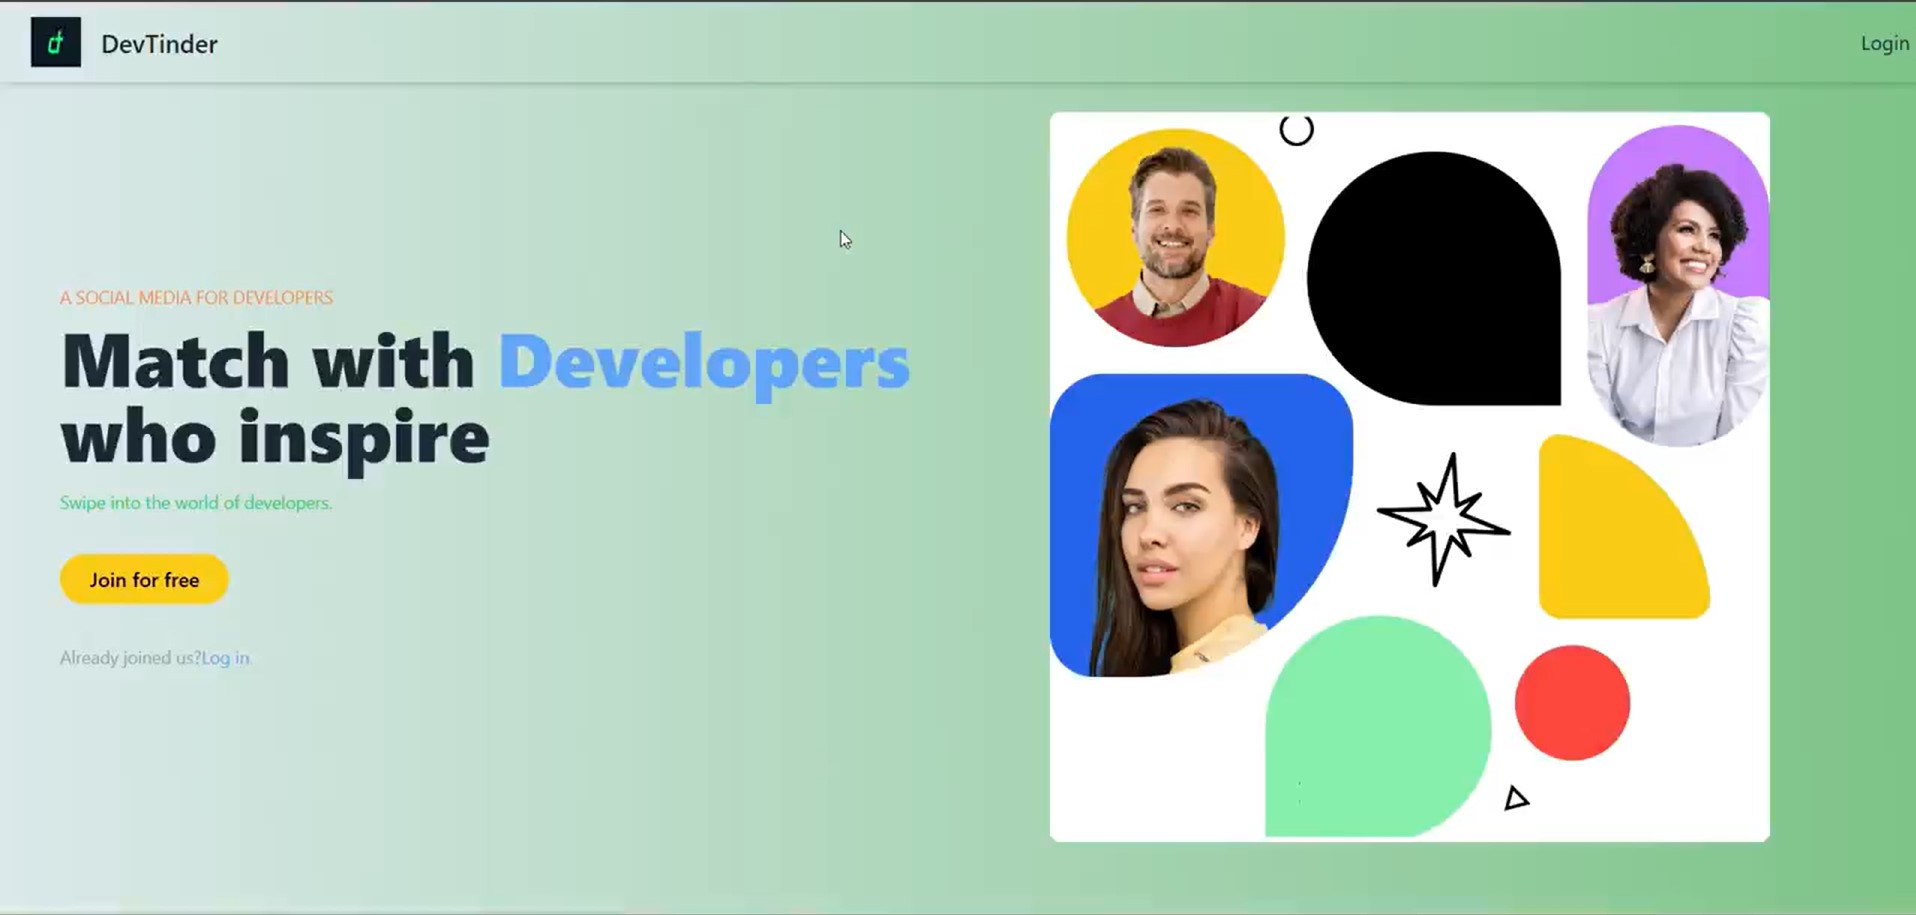 DevTinder
Login
A SOCIAL MEDIA FOR DEVELOPERS
Match with Developers
who inspire
Swipe into the world of developers.
Join for free
Already joined us?Log in